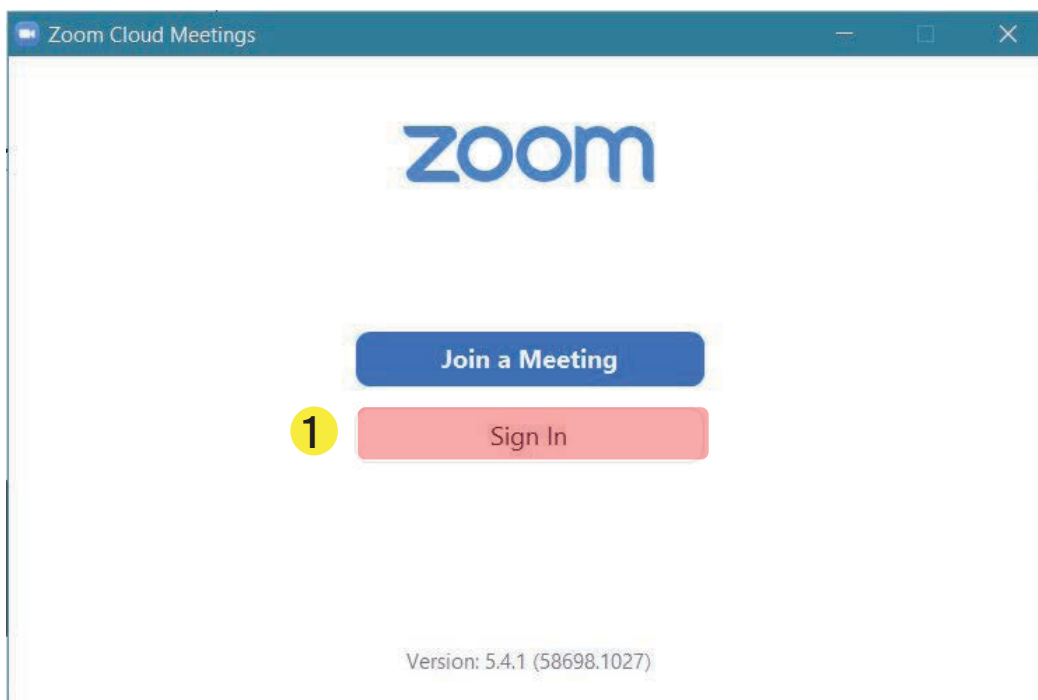 Zoom Cloud Meetings
zoom
Join a Meeting
1
Sign In
Version: 5.4.1 (58698.1027)